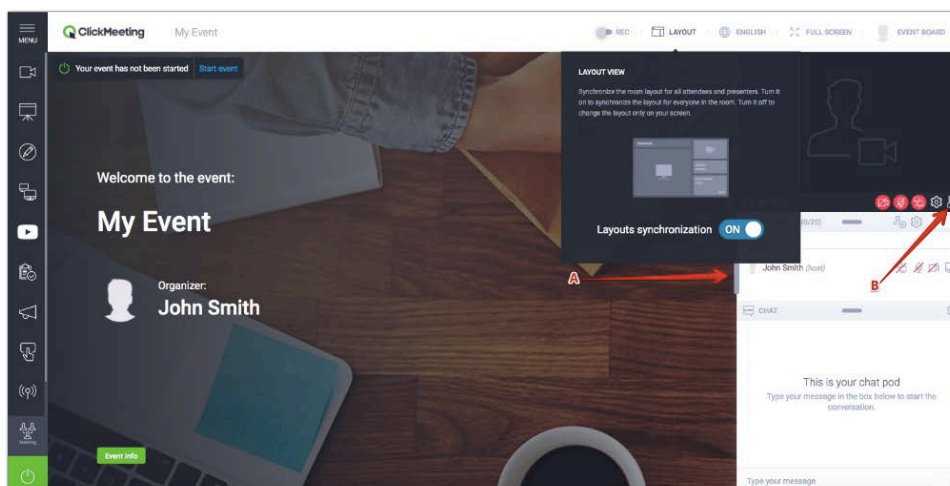 MENU
ClickMeeting
My Event
REC
LAYOUT
ENGLISH
FULL SCREEN
EVENT BOARD
Your event has not been started Start event
LAYOUT VIEW
Synchronize the room layout for all attendees and presenters. Turn it
on to synchronize the layout for everyone in the room. Turn it off to
change the layout only on your screen.
Layouts synchronization ON
Welcome to the event:
My Event
Organizer:
John Smith
Event info
Meeting
A
B
(0/25)
John Smith (host)
CHAT
This is your chat pod
Type your message in the box below to start the
conversation.
Type your message